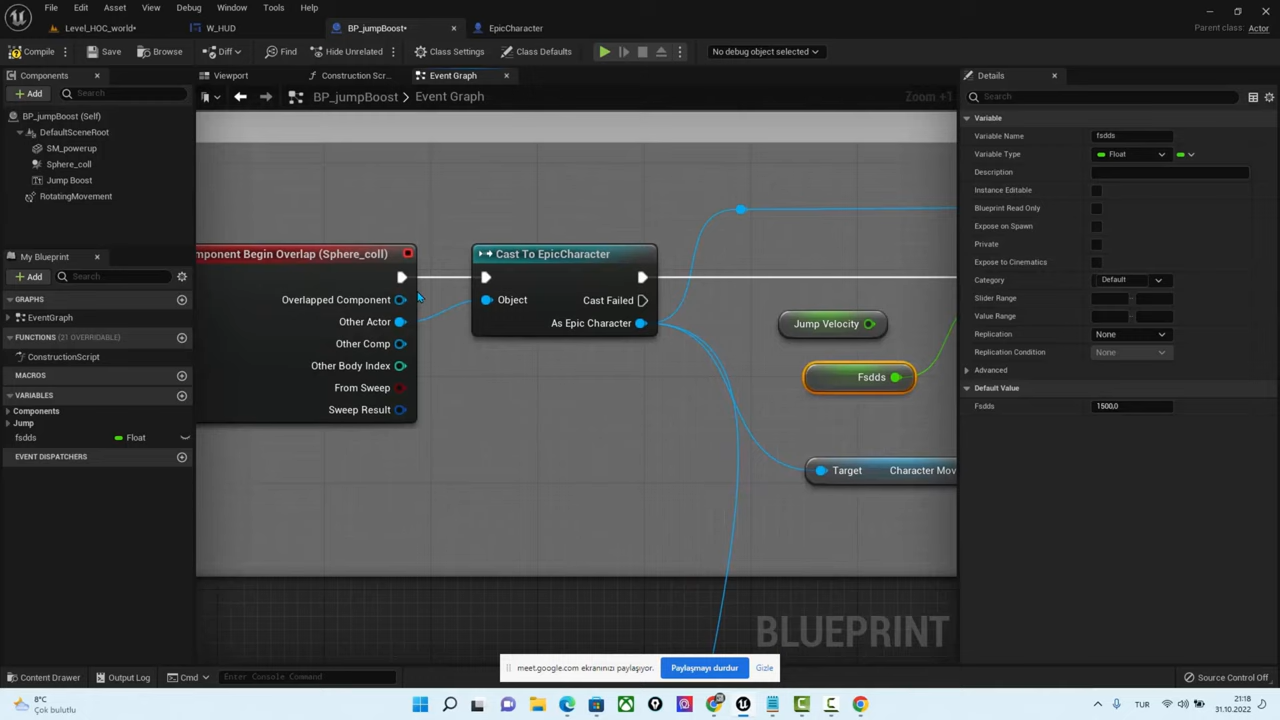 File Edit Asset View Debug Window Tools Help
Level_HOC_world*
W_HUD
BP_jumpBoost*
EpicCharacter
Parent class: Actor
Compile
Save
Browse
Diff
Find
Hide Unrelated
Class Settings
Class Defaults
No debug object selected
Components
Viewport
Construction Scr...
Event Graph
Details
Add
Search
BP_jumpBoost > Event Graph
Zoom +1
Search
BP_jumpBoost (Self)
DefaultSceneRoot
SM_powerup
Sphere_coll
Jump Boost
RotatingMovement
My Blueprint
Add
Search
GRAPHS
EventGraph
FUNCTIONS (21 OVERRIDABLE)
ConstructionScript
MACROS
VARIABLES
Components
Jump
fsdds Float
EVENT DISPATCHERS
mponent Begin Overlap (Sphere_coll)
Overlapped Component
Other Actor
Other Comp
Other Body Index
From Sweep
Sweep Result
Cast To EpicCharacter
Object
Cast Failed
As Epic Character
Jump Velocity
Fsdds
Target Character Mov
BLUEPRINT
Variable
Variable Name fsdds
Variable Type Float
Description
Instance Editable
Blueprint Read Only
Expose on Spawn
Private
Expose to Cinematics
Category Default
Slider Range
Value Range
Replication None
Replication Condition None
Advanced
Default Value
Fsdds 1500,0
meet.google.com ekranınızı paylaşıyor.
Paylaşmayı durdur
Gizle
Output Log
Cmd
Enter Console Command
Source Control Off
8°C
Çok bulutlu
21:18
31.10.2022